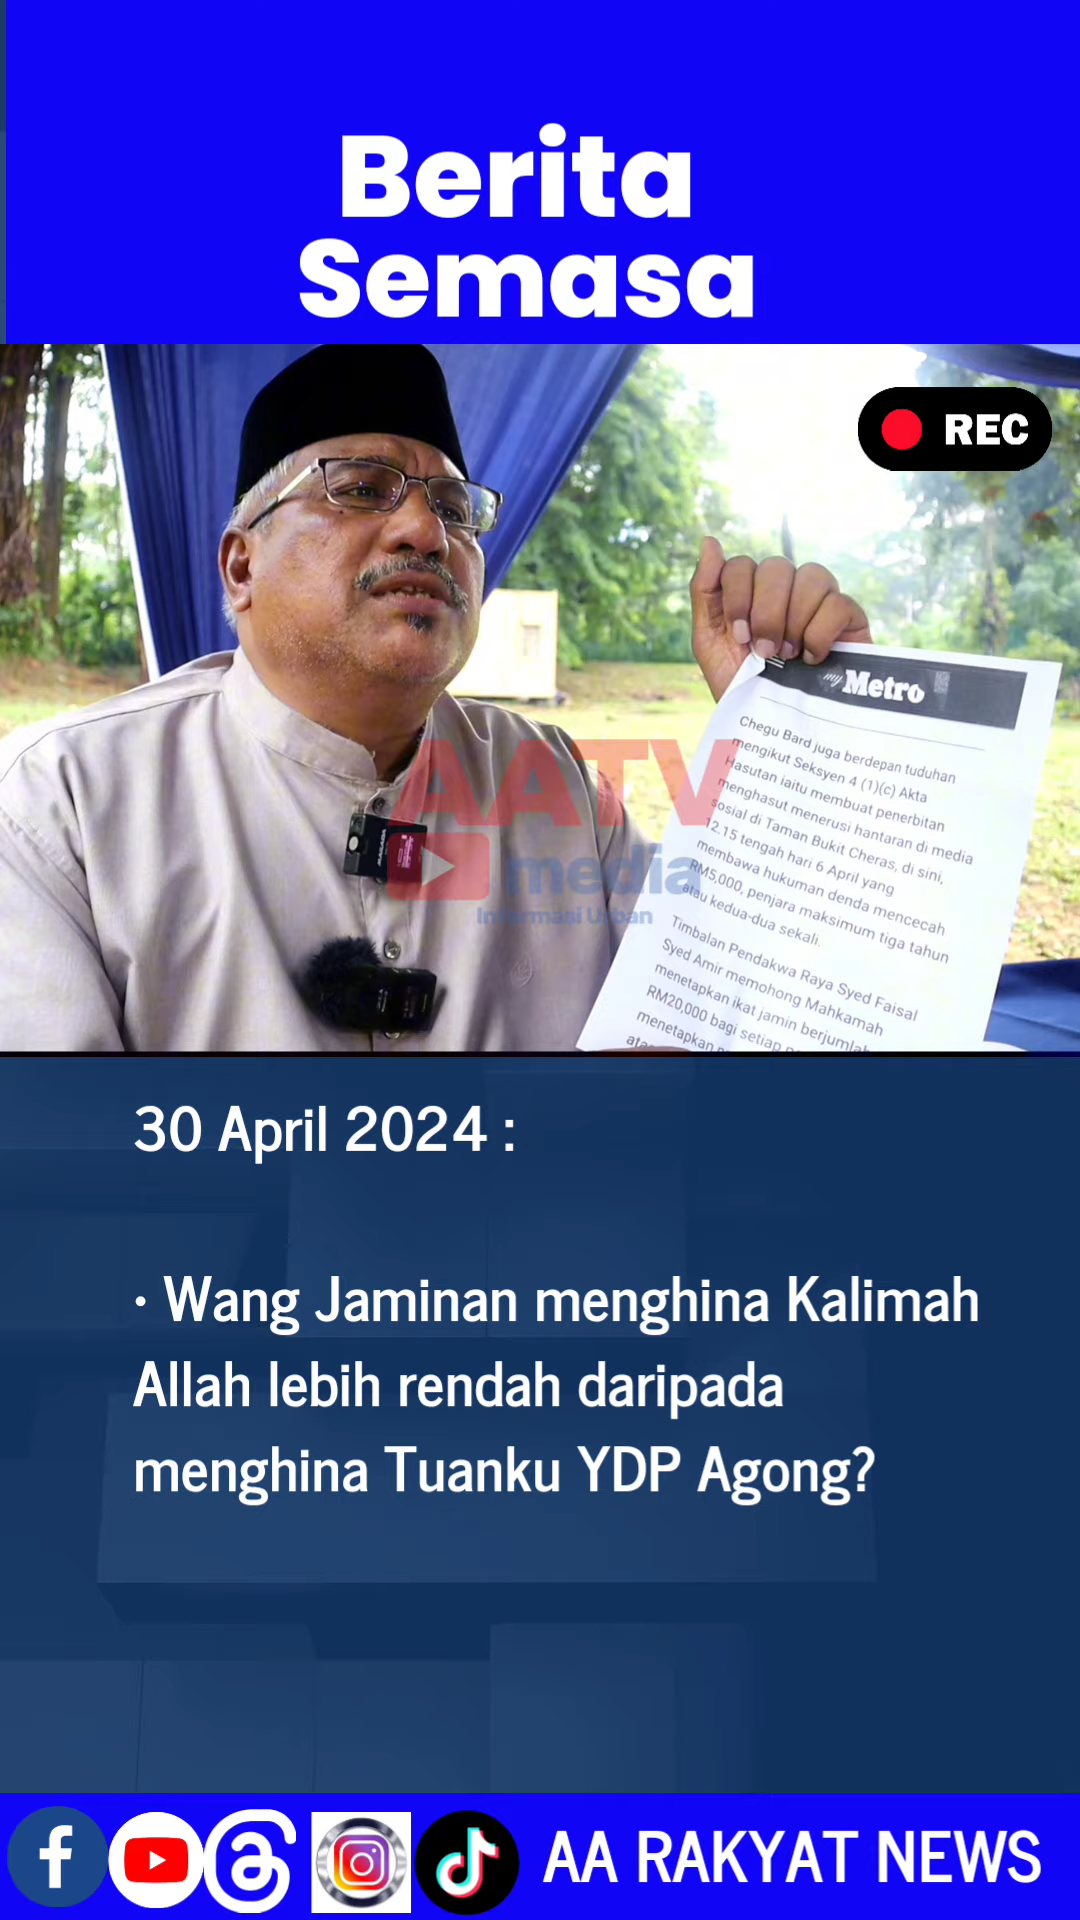 Berita
Semasa
REC
my Metro
Chegu Bard juga berdepan tuduhan
mengikut Seksyen 4 (1)(c) Akta
Hasutan iaitu membuat penerbitan
menghasut menerusi hantaran di media
sosial di Taman Bukit Cheras, di sini,
12.15 tengah hari 6 April yang
membawa hukuman denda mencecah
RM5,000, penjara maksimum tiga tahun
atau kedua-dua sekali.
Timbalan Pendakwa Raya Syed Faisal
Syed Amir memohong Mahkamah
menetapkan ikat jamin berjumlah
RM20,000 bagi setiap
menetapkan
AATV
media
Informasi Urban
30 April 2024 :
· Wang Jaminan menghina Kalimah
Allah lebih rendah daripada
menghina Tuanku YDP Agong?
AA RAKYAT NEWS